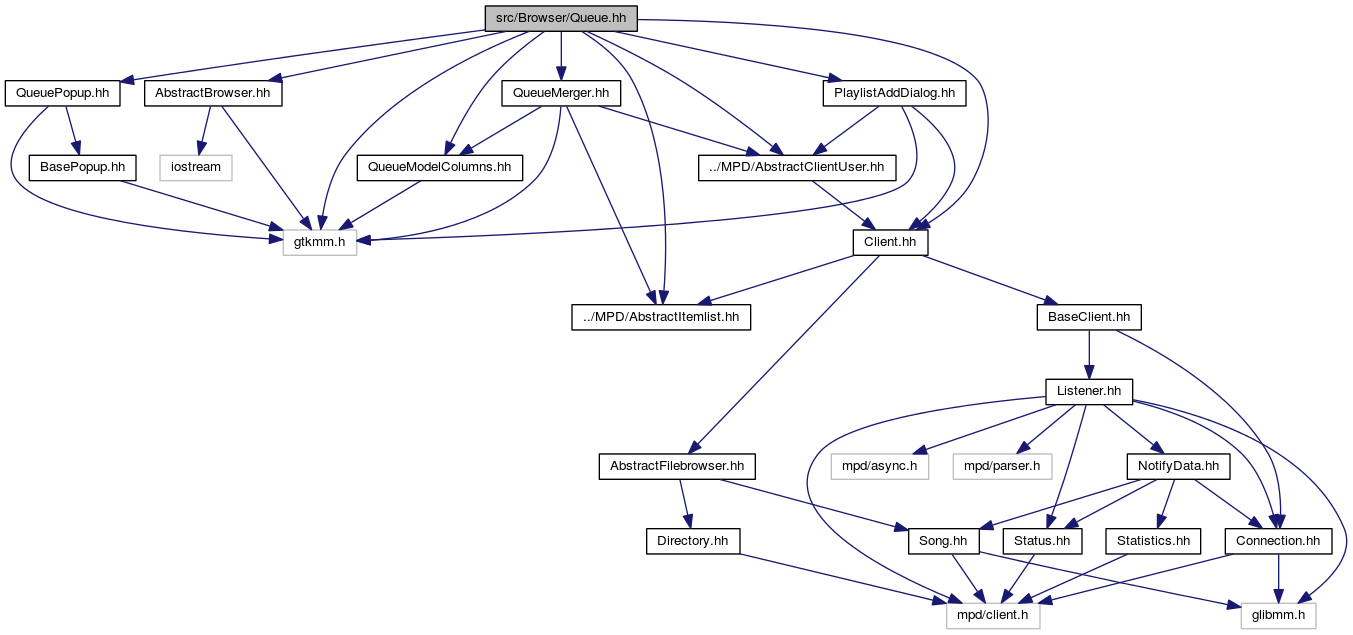 src/Browser/Queue.hh
QueuePopup.hh
AbstractBrowser.hh
QueueMerger.hh
PlaylistAddDialog.hh
BasePopup.hh
iostream
QueueModelColumns.hh
../MPD/AbstractClientUser.hh
gtkmm.h
Client.hh
../MPD/AbstractItemlist.hh
BaseClient.hh
Listener.hh
AbstractFilebrowser.hh
mpd/async.h
mpd/parser.h
NotifyData.hh
Directory.hh
Song.hh
Status.hh
Statistics.hh
Connection.hh
mpd/client.h
glibmm.h